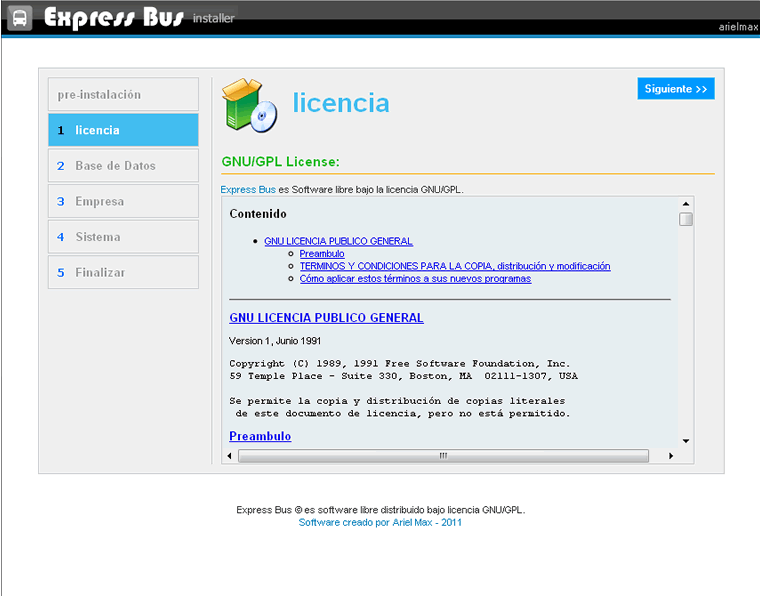 Express Bus installer
arielmax
pre-instalación
1 licencia
2 Base de Datos
3 Empresa
4 Sistema
5 Finalizar
licencia
Siguiente >>
GNU/GPL License:
Express Bus es Software libre bajo la licencia GNU/GPL.
Contenido
GNU LICENCIA PUBLICO GENERAL
Preambulo
TERMINOS Y CONDICIONES PARA LA COPIA, distribución y modificación
Cómo aplicar estos términos a sus nuevos programas
GNU LICENCIA PUBLICO GENERAL
Version 1, Junio 1991
Copyright (C) 1989, 1991 Free Software Foundation, Inc.
59 Temple Place - Suite 330, Boston, MA  02111-1307, USA
Se permite la copia y distribución de copias literales
de este documento de licencia, pero no está permitido.
Preambulo
Express Bus © es software libre distribuido bajo licencia GNU/GPL.
Software creado por Ariel Max - 2011